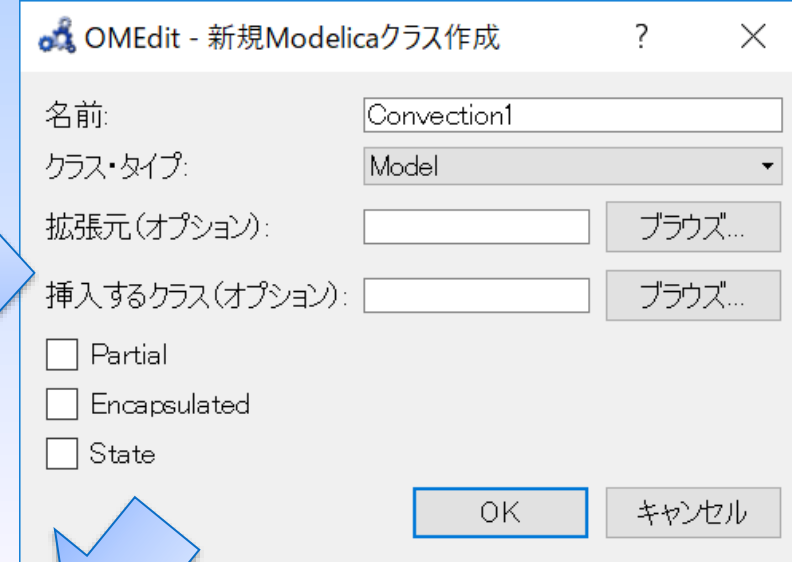 OMEdit - 新規Modelicaクラス作成 ? ×
名前: Convection1
クラス・タイプ: Model
拡張元(オプション): ブラウズ...
挿入するクラス(オプション): ブラウズ...
Partial
Encapsulated
State
OK キャンセル